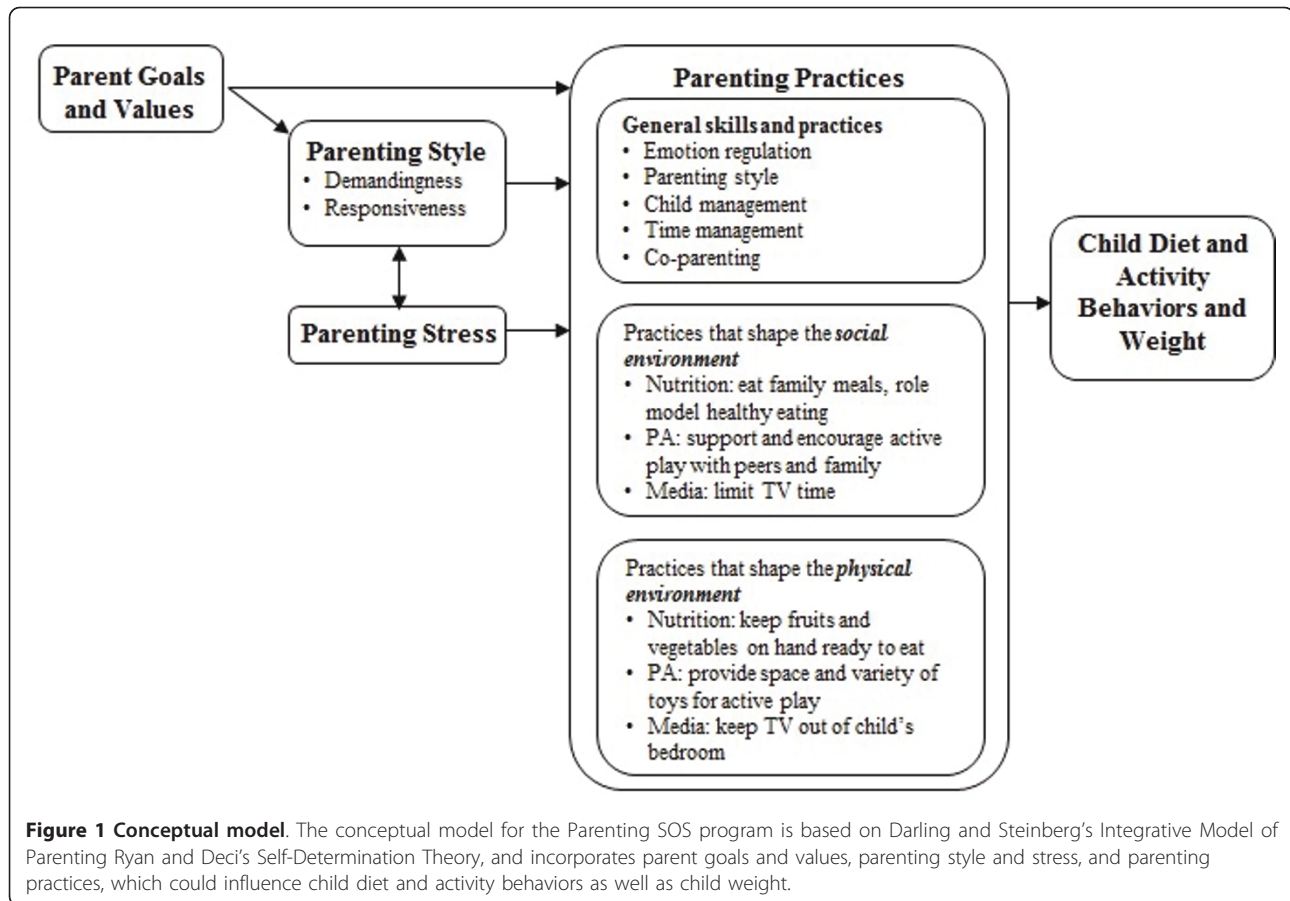 Parent Goals
and Values
Parenting Style
• Demandingness
• Responsiveness
Parenting Stress
Parenting Practices
General skills and practices
• Emotion regulation
• Parenting style
• Child management
• Time management
• Co-parenting
Practices that shape the social
environment
• Nutrition: eat family meals, role
model healthy eating
• PA: support and encourage active
play with peers and family
• Media: limit TV time
Practices that shape the physical
environment
• Nutrition: keep fruits and
vegetables on hand ready to eat
• PA: provide space and variety of
toys for active play
• Media: keep TV out of child's
bedroom
Child Diet and
Activity
Behaviors and
Weight
Figure 1 Conceptual model. The conceptual model for the Parenting SOS program is based on Darling and Steinberg's Integrative Model of
Parenting Ryan and Deci's Self-Determination Theory, and incorporates parent goals and values, parenting style and stress, and parenting
practices, which could influence child diet and activity behaviors as well as child weight.